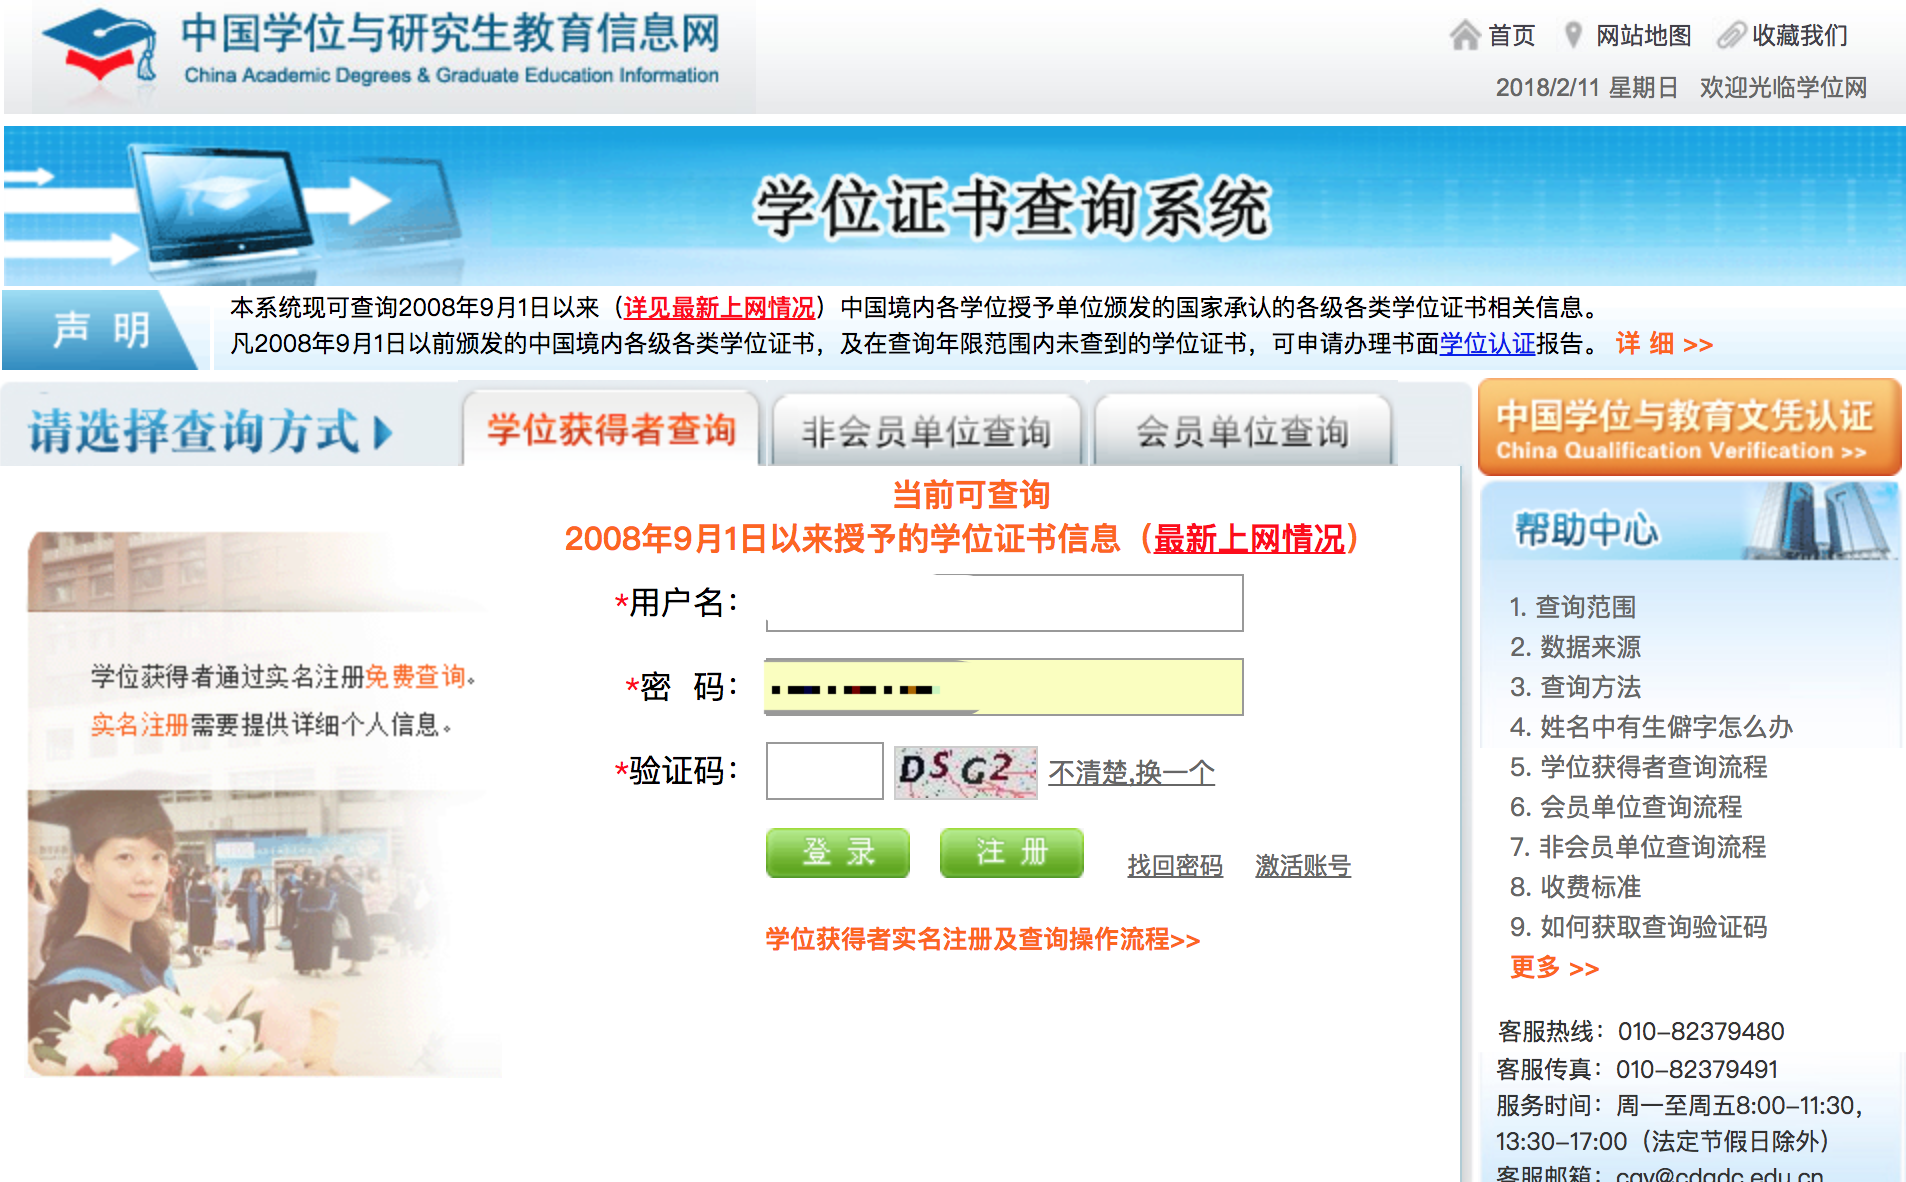 中国学位与研究生教育信息网
China Academic Degrees & Graduate Education Information
首页 网站地图 收藏我们
2018/2/11 星期日 欢迎光临学位网
学位证书查询系统
声 明
本系统现可查询2008年9月1日以来（详见最新上网情况）中国境内各学位授予单位颁发的国家承认的各级各类学位证书相关信息。
凡2008年9月1日以前颁发的中国境内各级各类学位证书，及在查询年限范围内未查到的学位证书，可申请办理书面学位认证报告。 详 细 >>
请选择查询方式
学位获得者查询 非会员单位查询 会员单位查询
当前可查询
2008年9月1日以来授予的学位证书信息（最新上网情况）
学位获得者通过实名注册免费查询。
实名注册需要提供详细个人信息。
*用户名：
*密 码：
*验证码： DSG2 不清楚,换一个
登 录 注 册 找回密码 激活账号
学位获得者实名注册及查询操作流程>>
中国学位与教育文凭认证
China Qualification Verification >>
帮助中心
1. 查询范围
2. 数据来源
3. 查询方法
4. 姓名中有生僻字怎么办
5. 学位获得者查询流程
6. 会员单位查询流程
7. 非会员单位查询流程
8. 收费标准
9. 如何获取查询验证码
更多 >>
客服热线：010-82379480
客服传真：010-82379491
服务时间：周一至周五8:00-11:30，
13:30-17:00（法定节假日除外）
客服邮箱：cqv@cdgdc.edu.cn